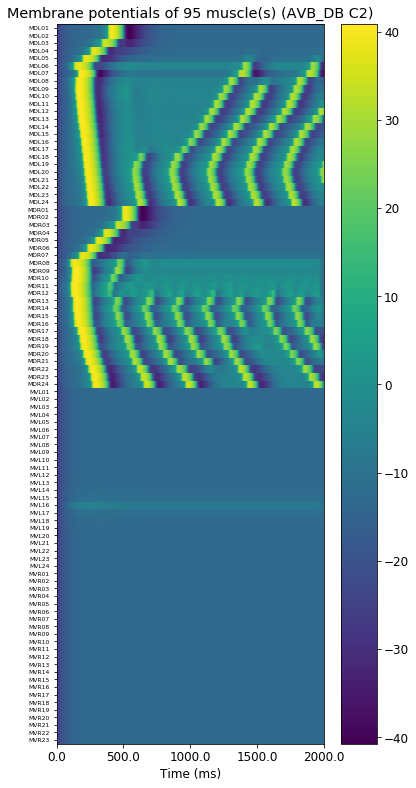 Membrane potentials of 95 muscle(s) (AVB_DB C2)
MDL01
MDL02
MDL03
MDL04
MDL05
MDL06
MDL07
MDL08
MDL09
MDL10
MDL11
MDL12
MDL13
MDL14
MDL15
MDL16
MDL17
MDL18
MDL19
MDL20
MDL21
MDL22
MDL23
MDL24
MDR01
MDR02
MDR03
MDR04
MDR05
MDR06
MDR07
MDR08
MDR09
MDR10
MDR11
MDR12
MDR13
MDR14
MDR15
MDR16
MDR17
MDR18
MDR19
MDR20
MDR21
MDR22
MDR23
MDR24
MVL01
MVL02
MVL03
MVL04
MVL05
MVL06
MVL07
MVL08
MVL09
MVL10
MVL11
MVL12
MVL13
MVL14
MVL15
MVL16
MVL17
MVL18
MVL19
MVL20
MVL21
MVL22
MVL23
MVL24
MVR01
MVR02
MVR03
MVR04
MVR05
MVR06
MVR07
MVR08
MVR09
MVR10
MVR11
MVR12
MVR13
MVR14
MVR15
MVR16
MVR17
MVR18
MVR19
MVR20
MVR21
MVR22
MVR23
0.0 500.0 1000.0 1500.0 2000.0
Time (ms)
40
30
20
10
0
−10
−20
−30
−40